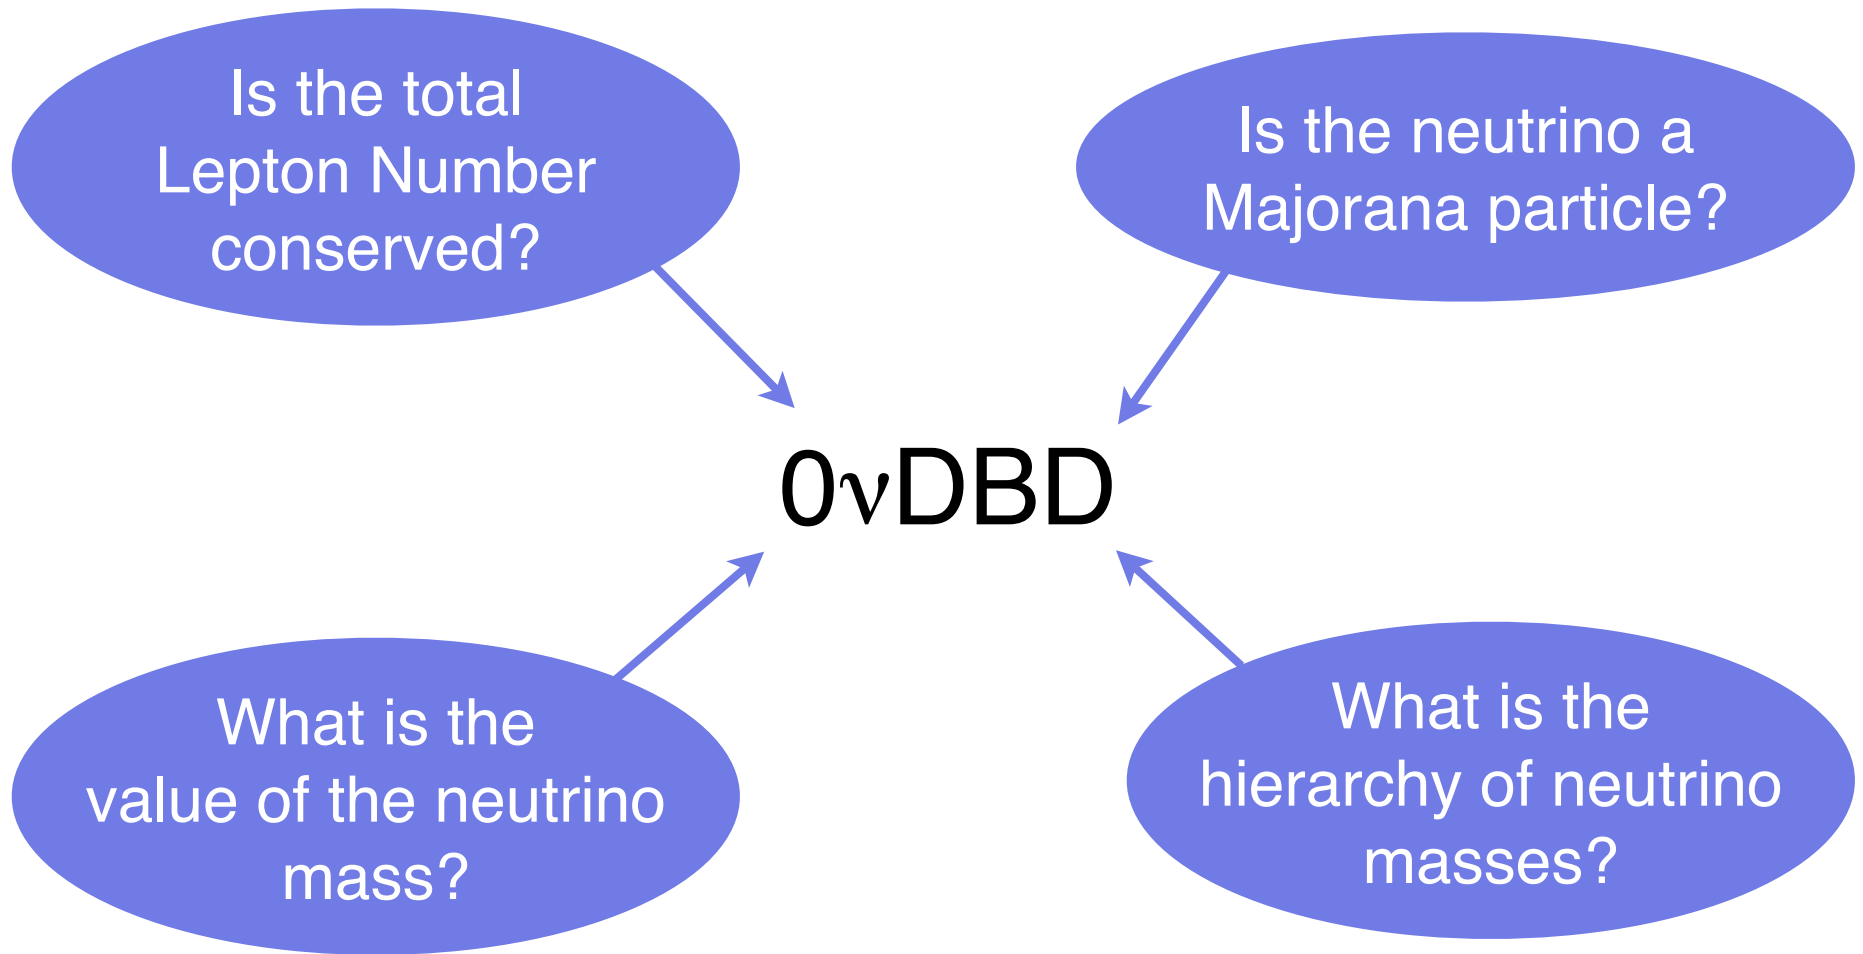 Is the total
Lepton Number
conserved?
Is the neutrino a
Majorana particle?
0νDBD
What is the
value of the neutrino
mass?
What is the
hierarchy of neutrino
masses?